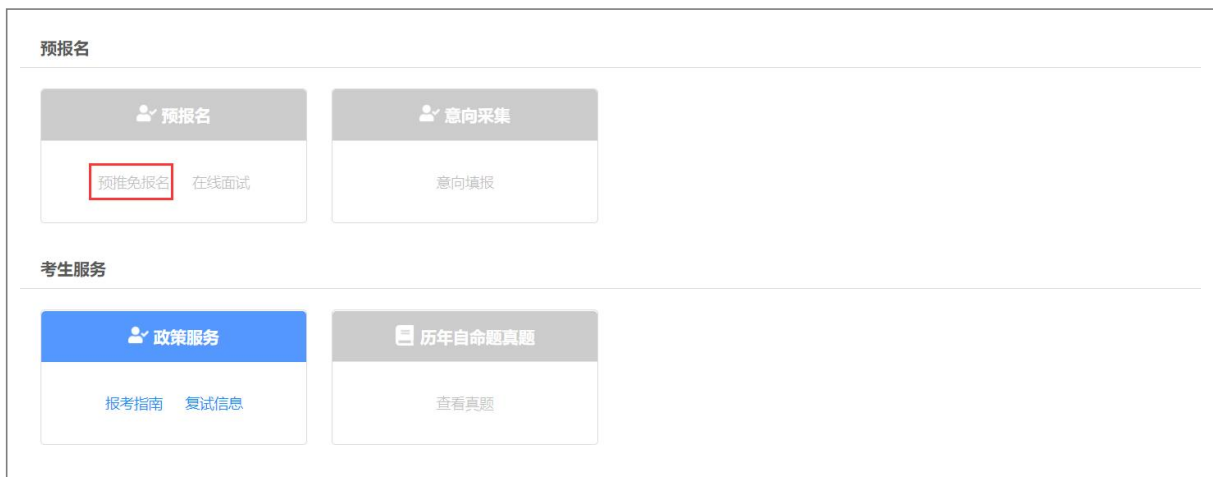 预报名
预报名
意向采集
预推免报名 在线面试
意向填报
考生服务
政策服务
历年自命题真题
报考指南 复试信息
查看真题